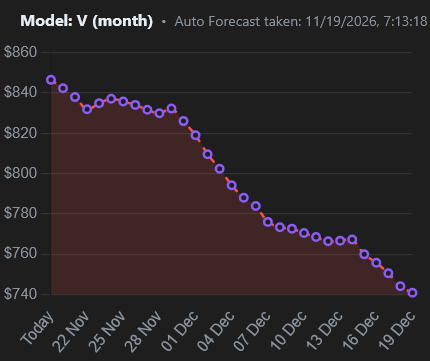 Model: V (month) • Auto Forecast taken: 11/19/2026, 7:13:18
$860
$840
$820
$800
$780
$760
$740
Today
22 Nov
25 Nov
28 Nov
01 Dec
04 Dec
07 Dec
10 Dec
13 Dec
16 Dec
19 Dec